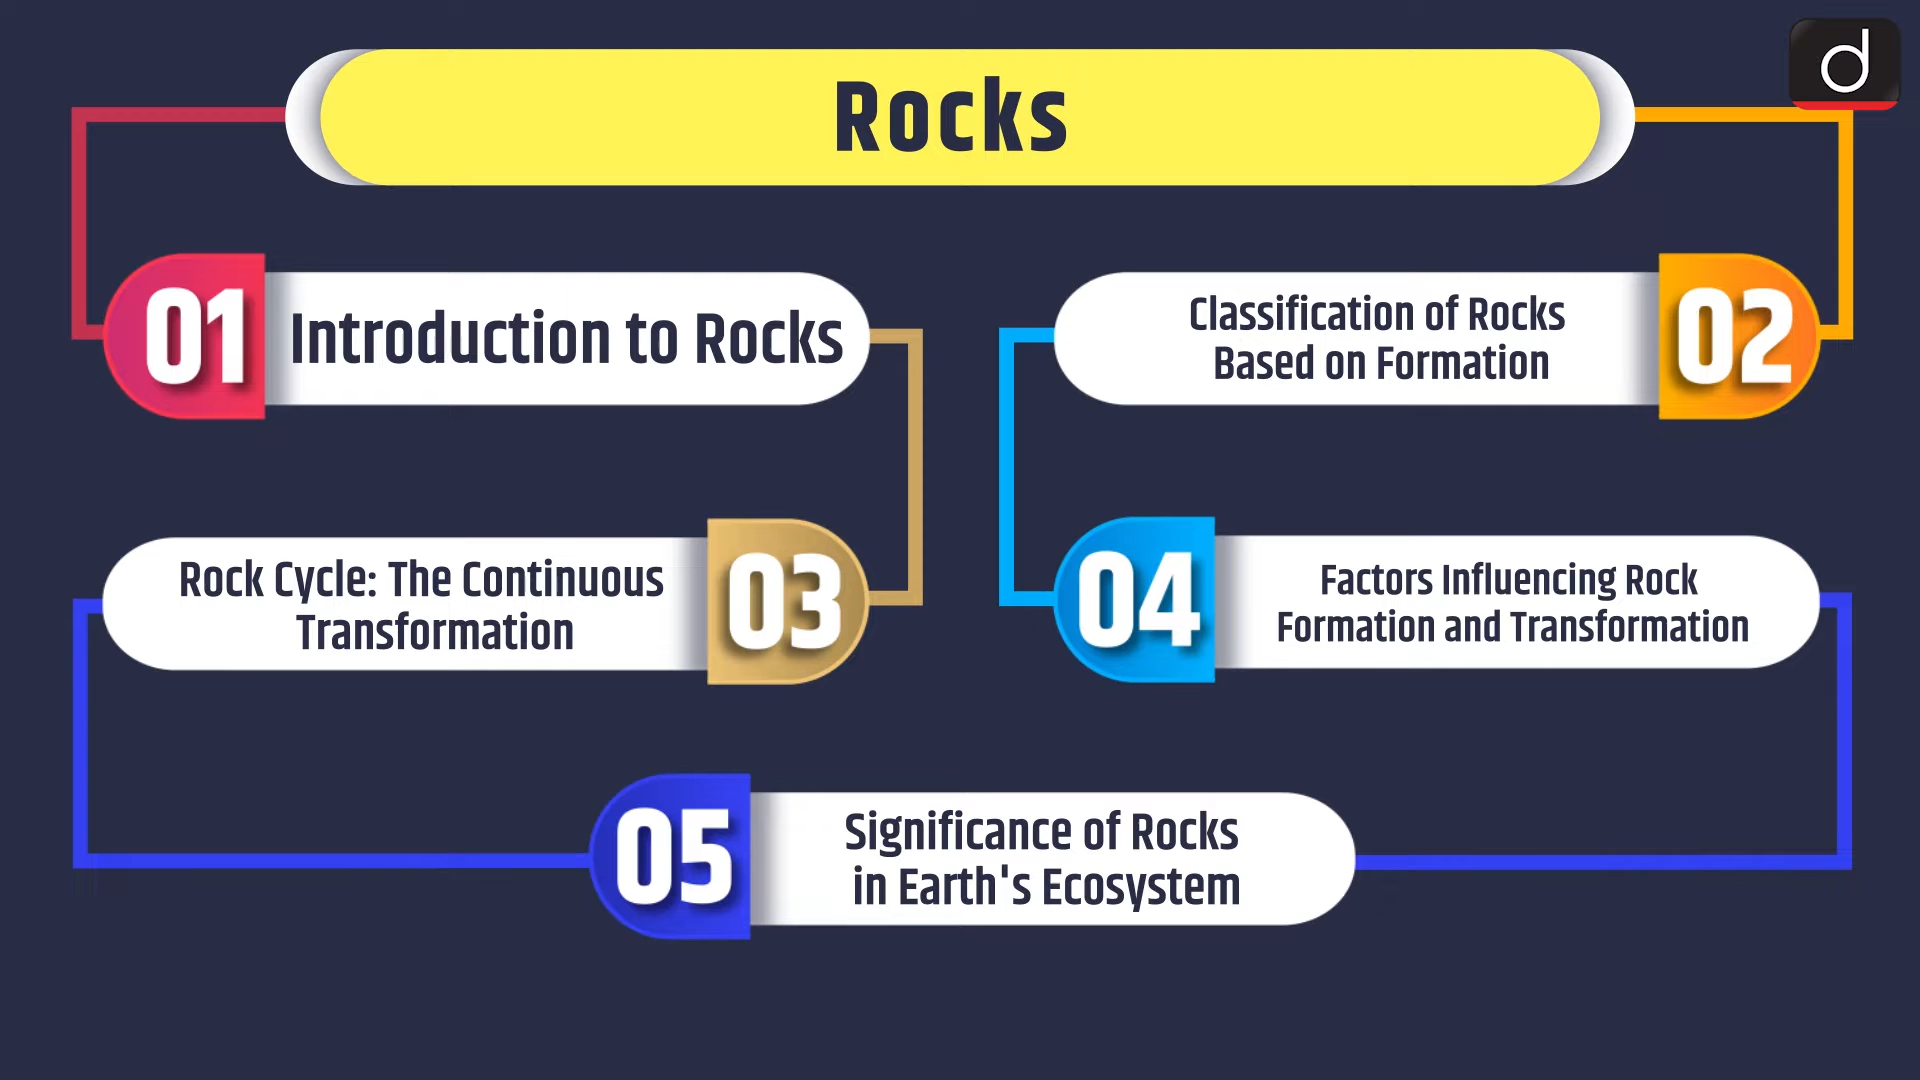 Rocks
d
01
Introduction to Rocks
Classification of Rocks
Based on Formation
02
Rock Cycle: The Continuous
Transformation
03
04
Factors Influencing Rock
Formation and Transformation
05
Significance of Rocks
in Earth's Ecosystem